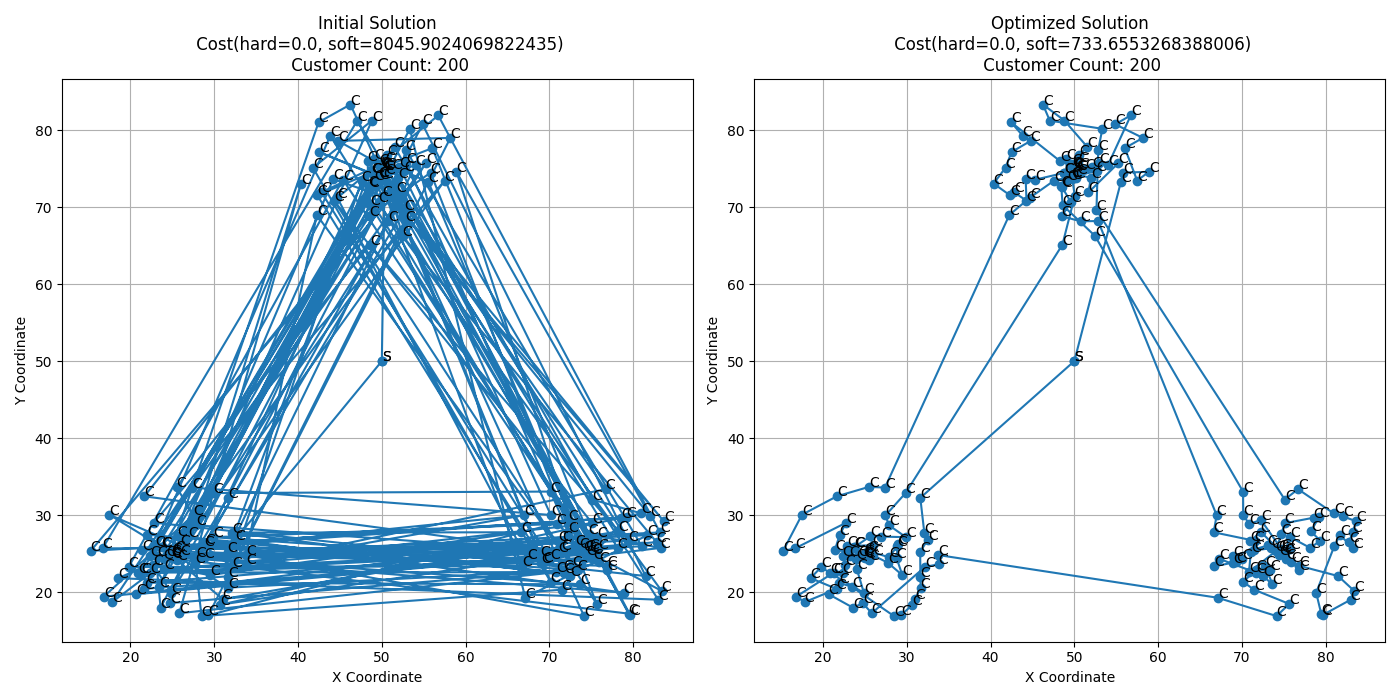 Initial Solution
Cost(hard=0.0, soft=8045.9024069822435)
Customer Count: 200
Y Coordinate
80
70
60
50
40
30
20
C
S
20
30
40
50
60
70
80
X Coordinate
Optimized Solution
Cost(hard=0.0, soft=733.6553268388006)
Customer Count: 200
Y Coordinate
80
70
60
50
40
30
20
C
S
20
30
40
50
60
70
80
X Coordinate